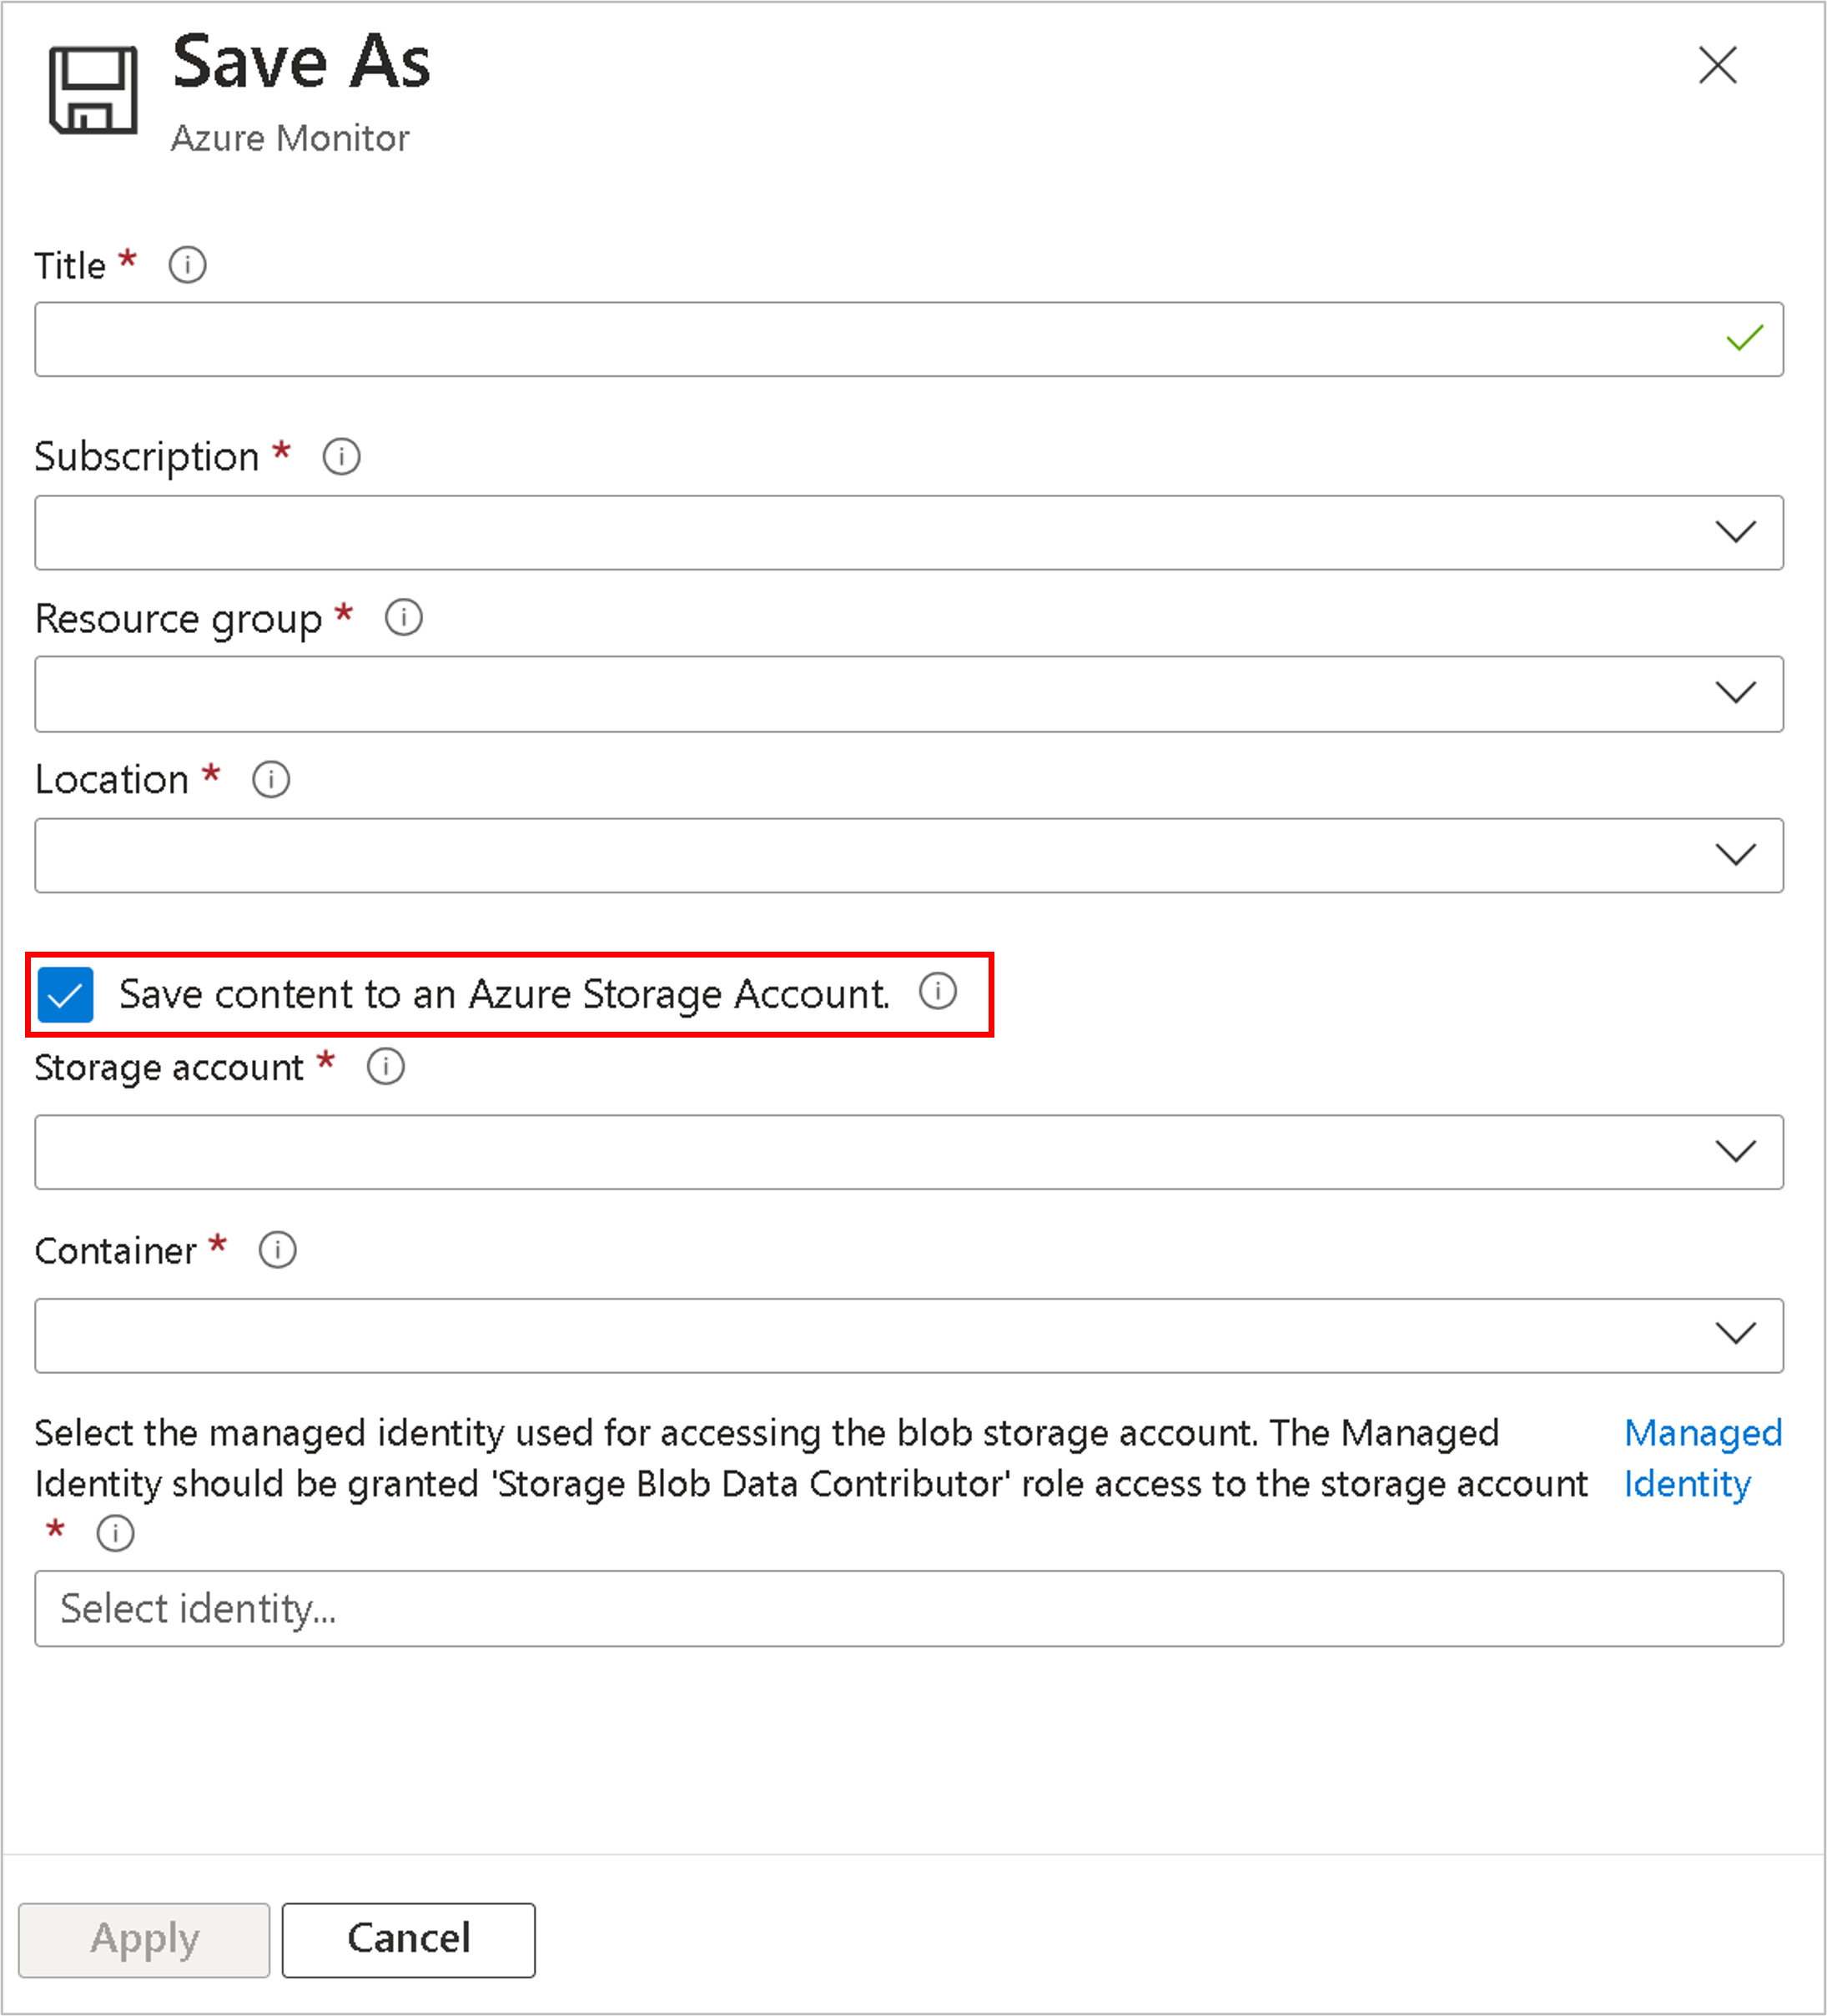 Save As
Azure Monitor
Title *
Subscription *
Resource group *
Location *
Save content to an Azure Storage Account.
Storage account *
Container *
Select the managed identity used for accessing the blob storage account. The Managed Managed
Identity should be granted 'Storage Blob Data Contributor' role access to the storage account Identity
*
Select identity...
Apply Cancel